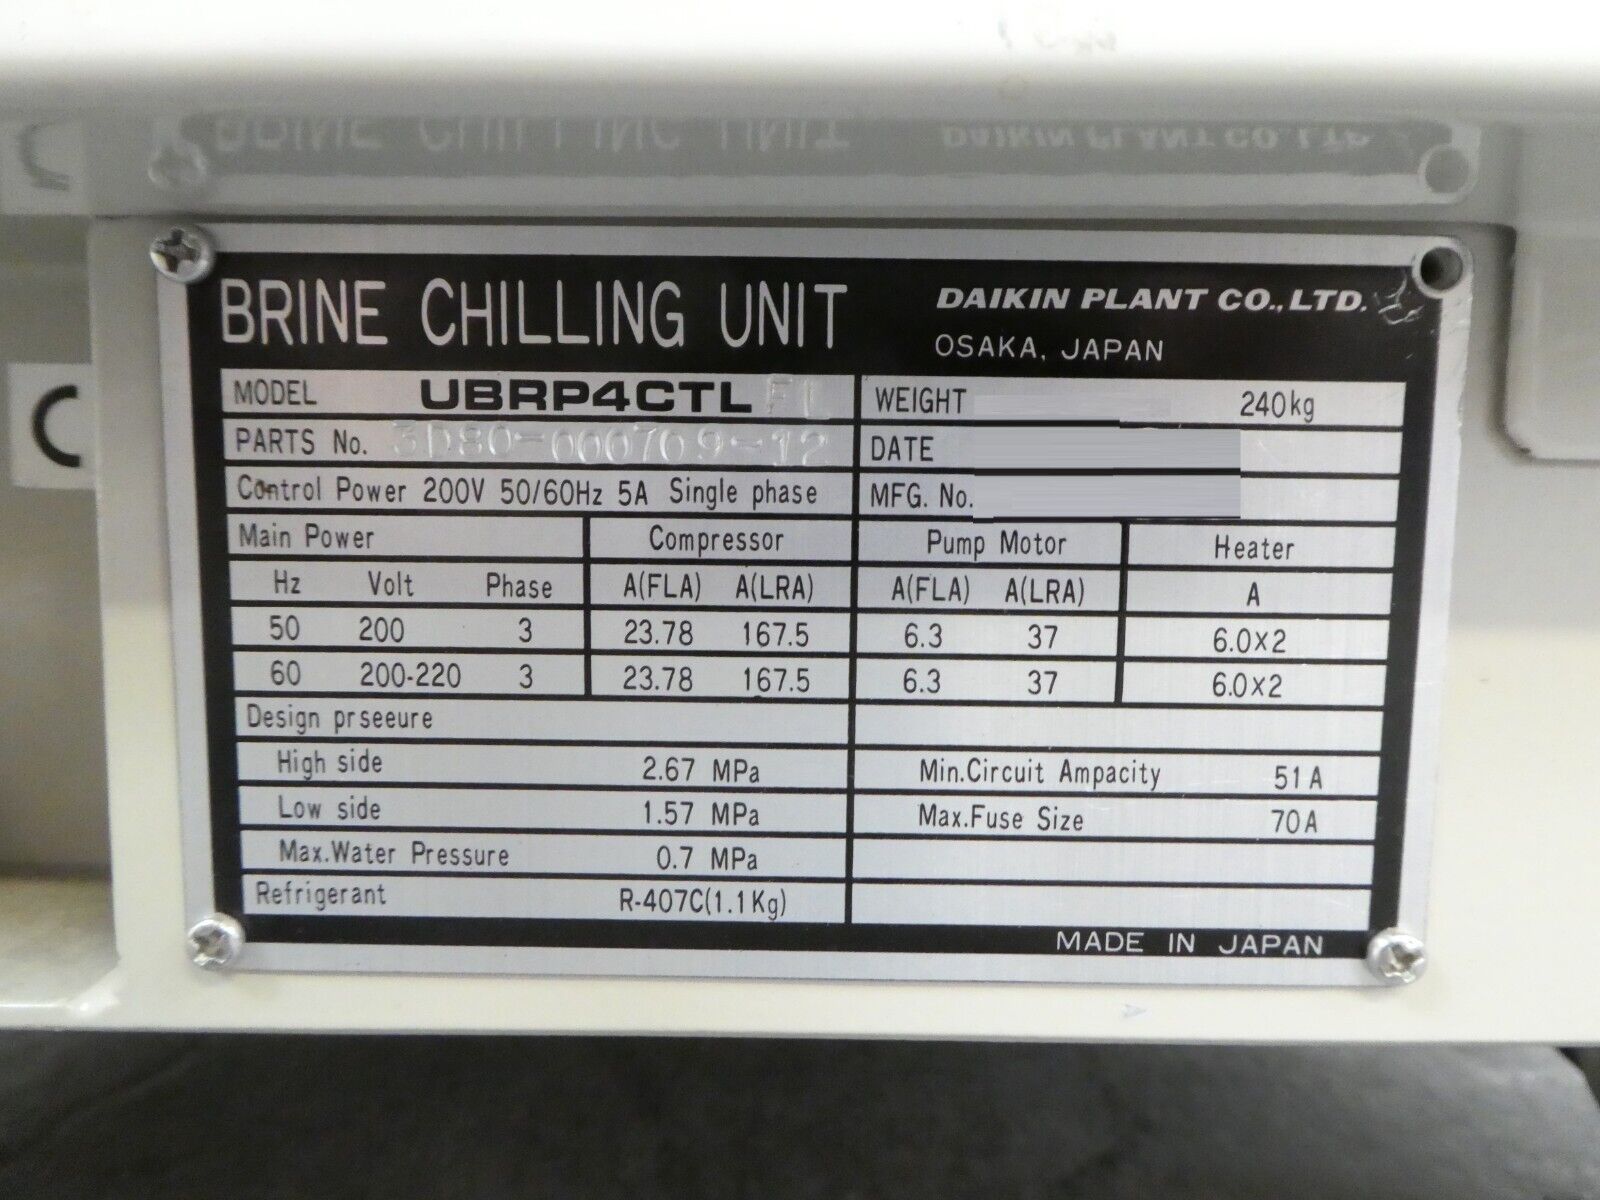 BRINE CHILLING UNIT DAIKIN PLANT CO., LTD.
OSAKA, JAPAN
MODEL UBRP4CTL FL WEIGHT 240kg
PARTS No. 3D80-000709-12 DATE
Control Power 200V 50/60Hz 5A Single phase MFG. No.
Main Power Compressor Pump Motor Heater
Hz Volt Phase A(FLA) A(LRA) A(FLA) A(LRA) A
50 200 3 23.78 167.5 6.3 37 6.0×2
60 200-220 3 23.78 167.5 6.3 37 6.0×2
Design prseeure
High side 2.67 MPa Min.Circuit Ampacity 51A
Low side 1.57 MPa Max.Fuse Size 70A
Max.Water Pressure 0.7 MPa
Refrigerant R-407C(1.1Kg)
MADE IN JAPAN